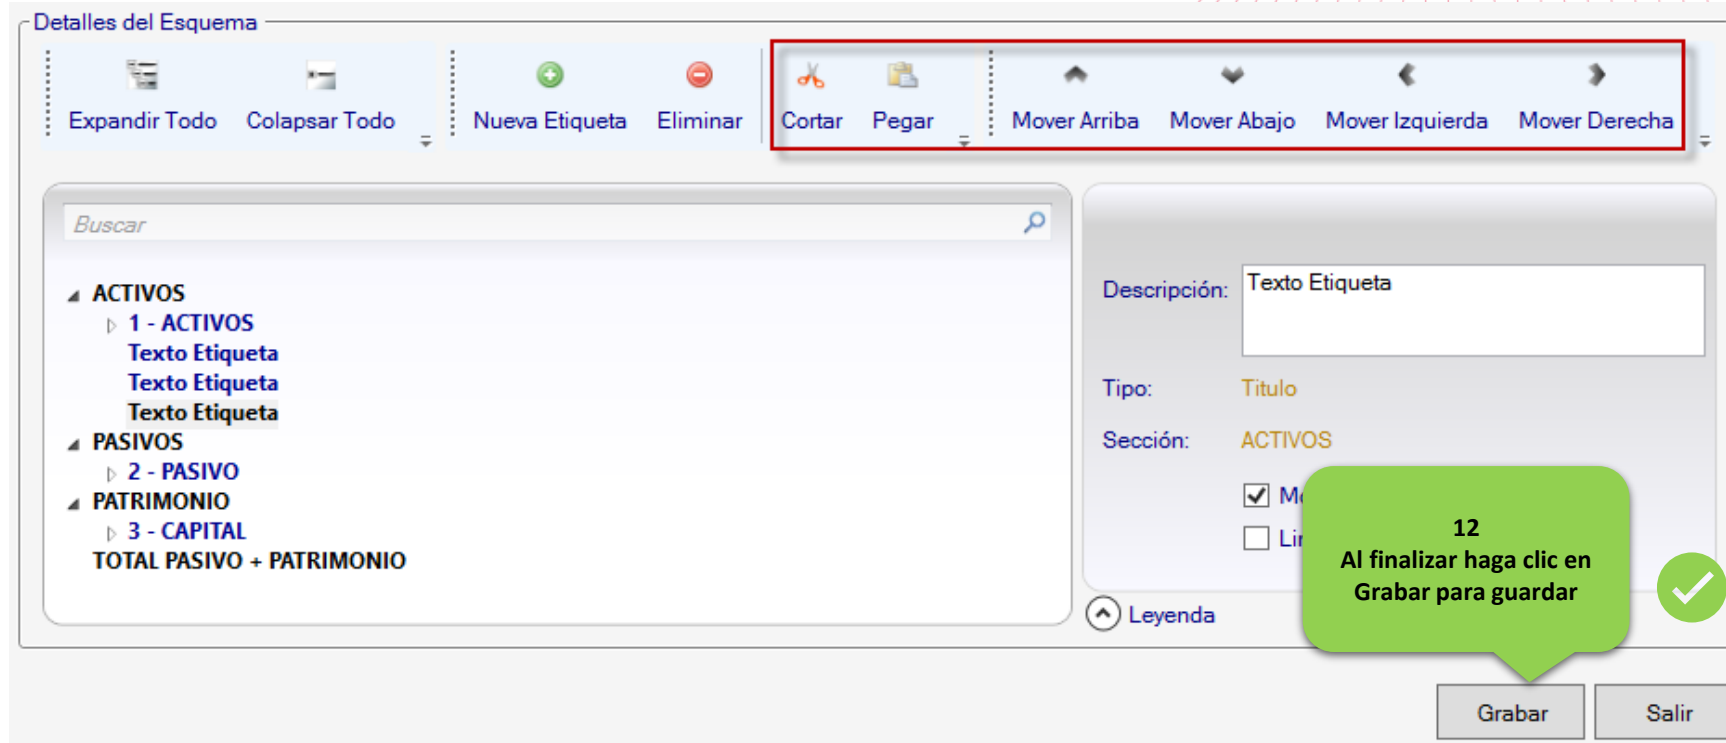 Detalles del Esquema
Expandir Todo Colapsar Todo Nueva Etiqueta Eliminar Cortar Pegar Mover Arriba Mover Abajo Mover Izquierda Mover Derecha
Buscar
ACTIVOS
1 - ACTIVOS
Texto Etiqueta
Texto Etiqueta
Texto Etiqueta
PASIVOS
2 - PASIVO
PATRIMONIO
3 - CAPITAL
TOTAL PASIVO + PATRIMONIO
Descripción: Texto Etiqueta
Tipo: Titulo
Sección: ACTIVOS
12
Al finalizar haga clic en
Grabar para guardar
Leyenda
Grabar Salir